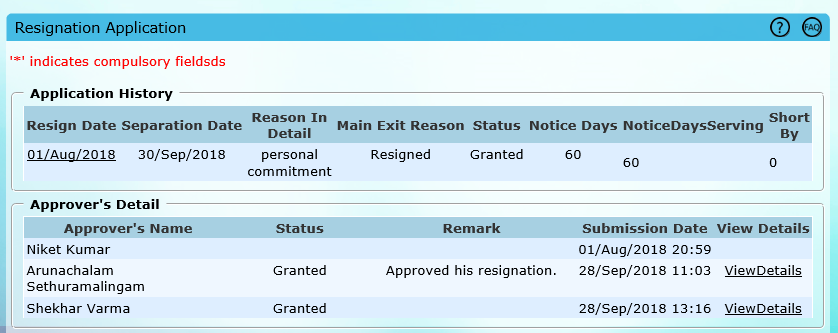 Resignation Application ? FAQ
'*' indicates compulsory fieldsds
Application History
Resign Date Separation Date Reason In Detail Main Exit Reason Status Notice Days NoticeDaysServing Short By
01/Aug/2018 30/Sep/2018 personal commitment Resigned Granted 60 60 0
Approver's Detail
Approver's Name Status Remark Submission Date View Details
Niket Kumar 01/Aug/2018 20:59
Arunachalam Sethuramalingam Granted Approved his resignation. 28/Sep/2018 11:03 ViewDetails
Shekhar Varma Granted 28/Sep/2018 13:16 ViewDetails